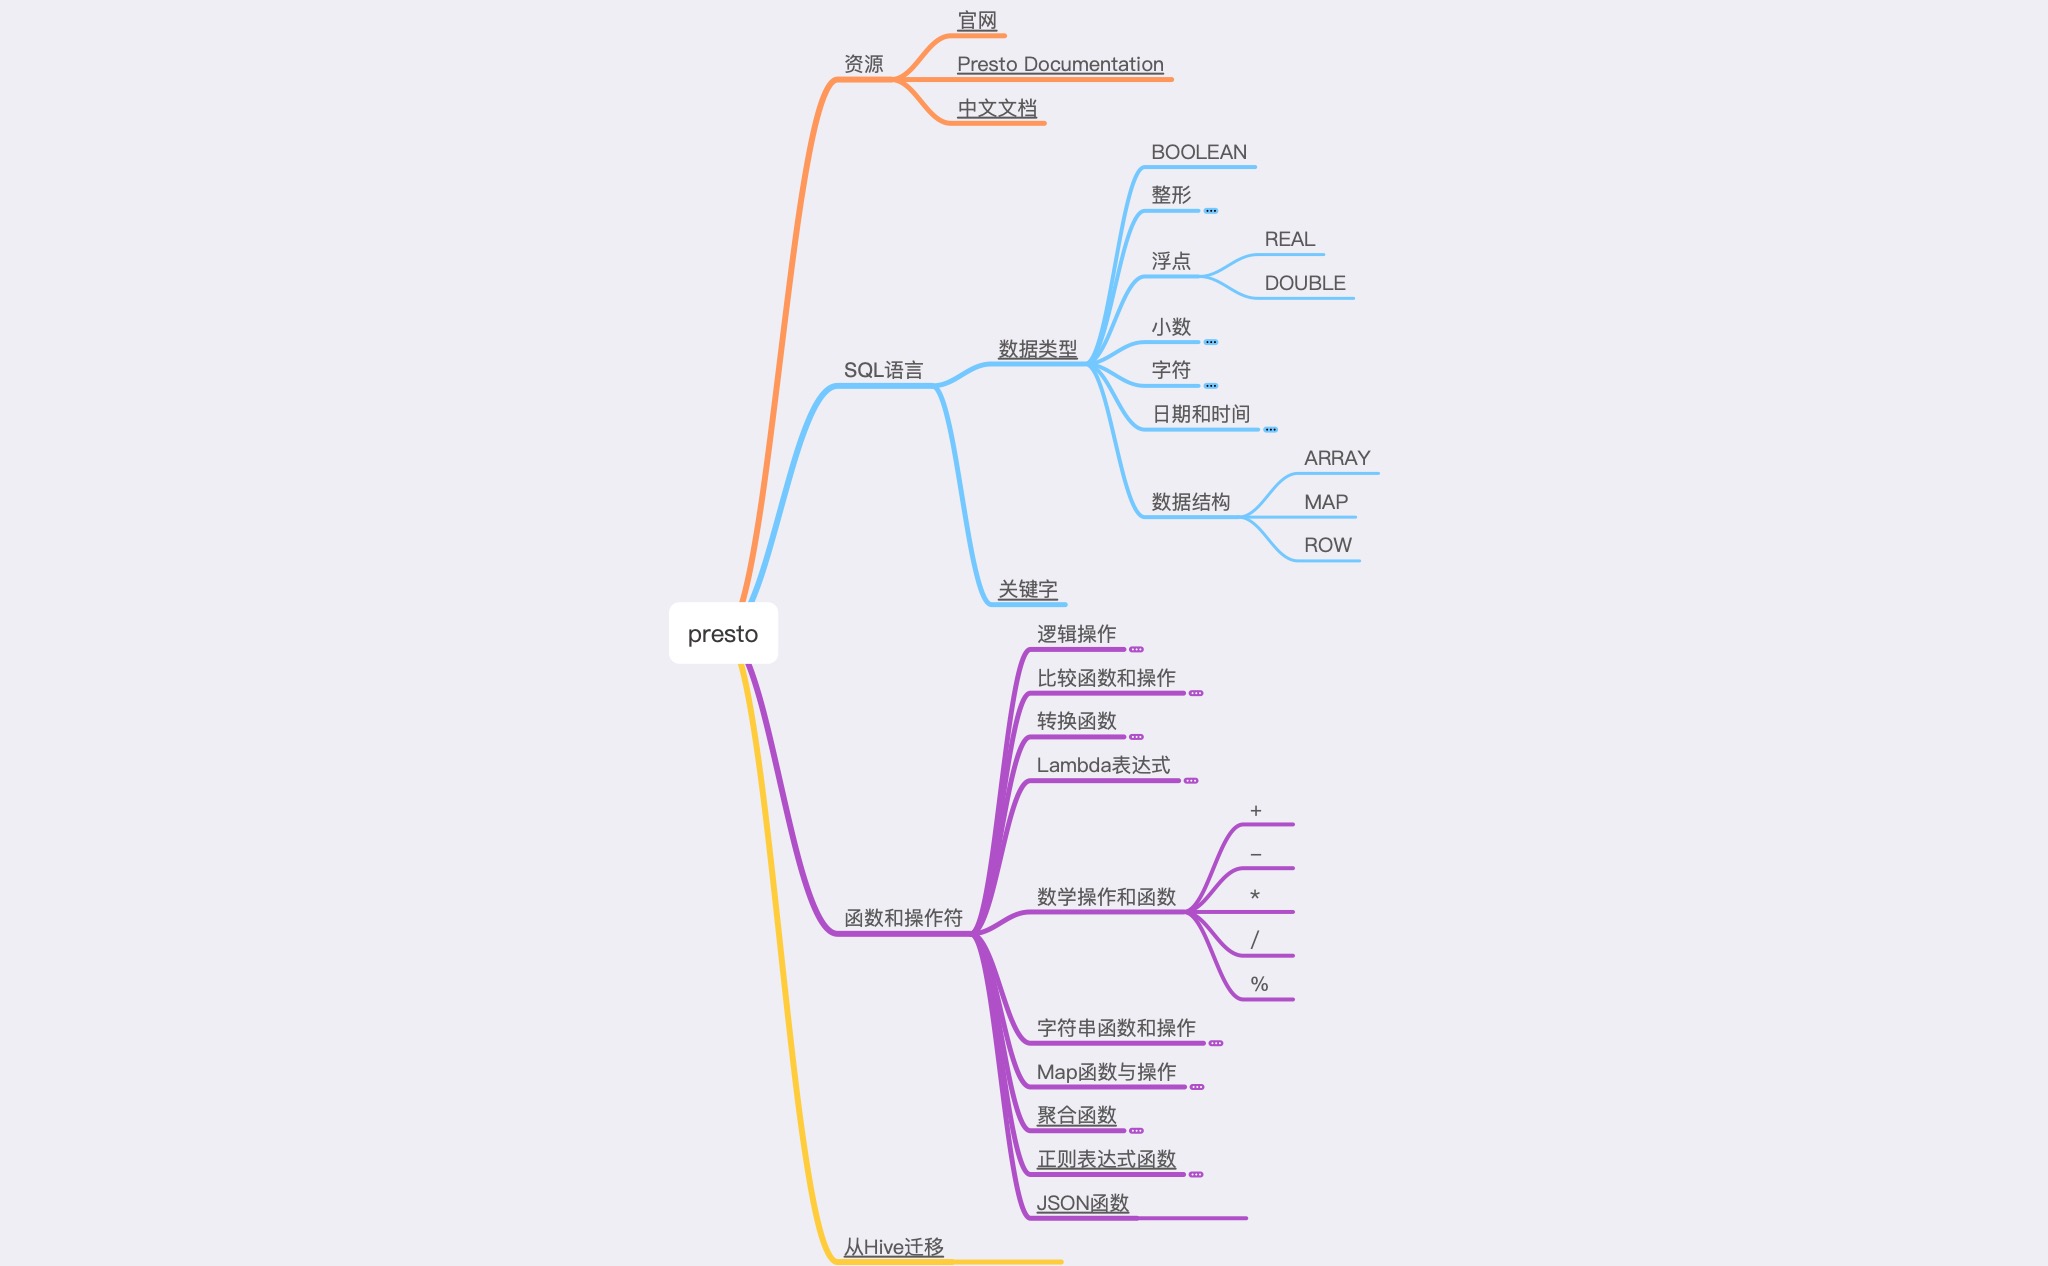 官网
资源
Presto Documentation
中文文档
BOOLEAN
整形
REAL
浮点
DOUBLE
小数
数据类型
SQL语言
字符
日期和时间
ARRAY
数据结构
MAP
ROW
关键字
presto
逻辑操作
比较函数和操作
转换函数
Lambda表达式
+
-
数学操作和函数
*
函数和操作符
/
%
字符串函数和操作
Map函数与操作
聚合函数
正则表达式函数
JSON函数
从Hive迁移